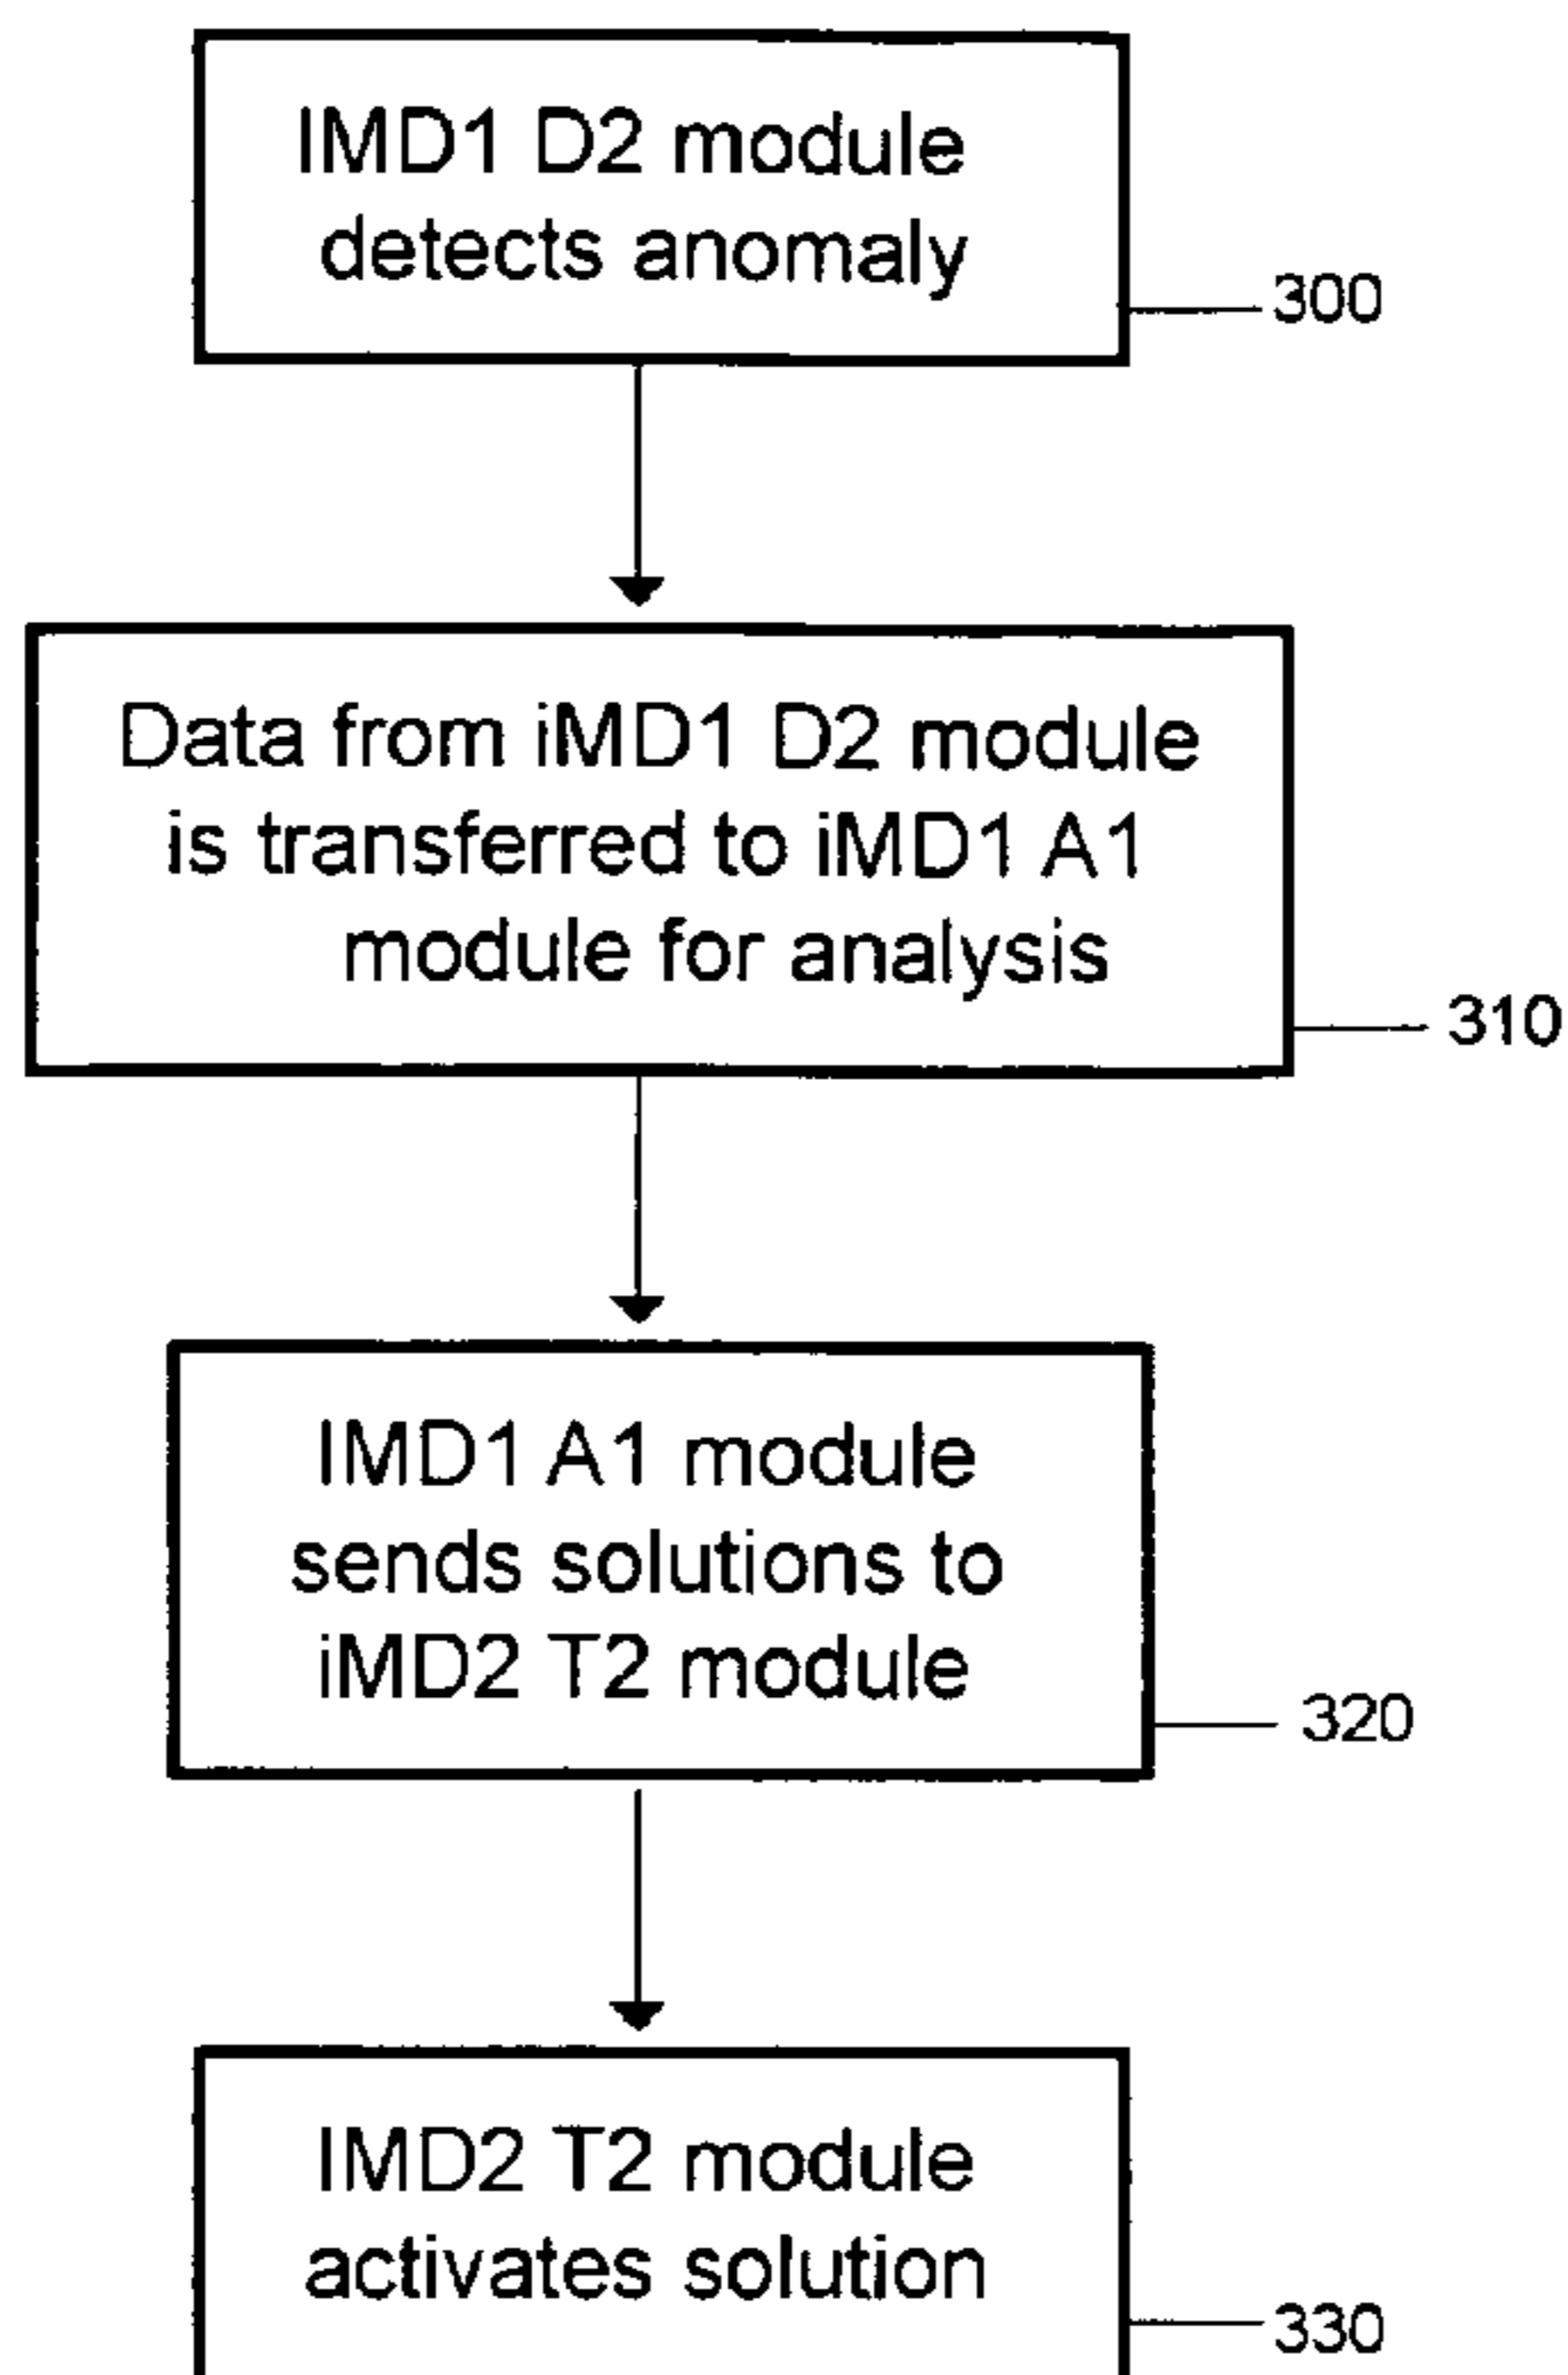 IMD1 D2 module
detects anomaly
300
Data from iMD1 D2 module
is transferred to iMD1 A1
module for analysis
310
IMD1 A1 module
sends solutions to
iMD2 T2 module
320
IMD2 T2 module
activates solution
330